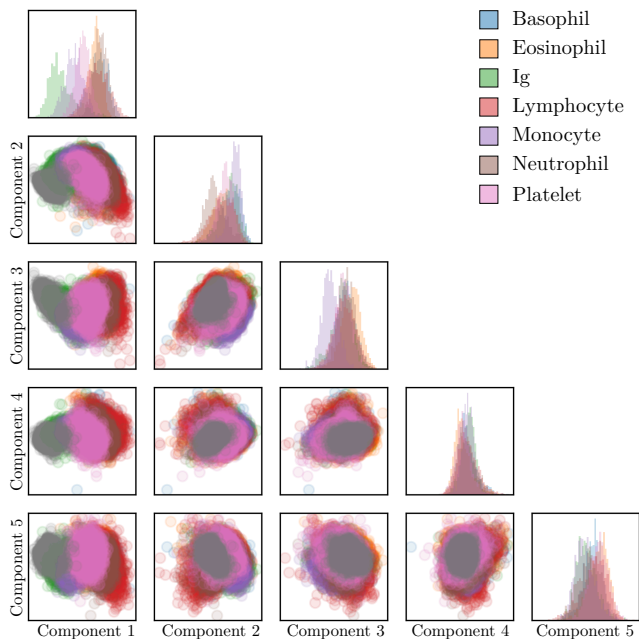 Basophil
Eosinophil
Ig
Lymphocyte
Monocyte
Neutrophil
Platelet
Component 2
Component 3
Component 4
Component 5
Component 1
Component 2
Component 3
Component 4
Component 5